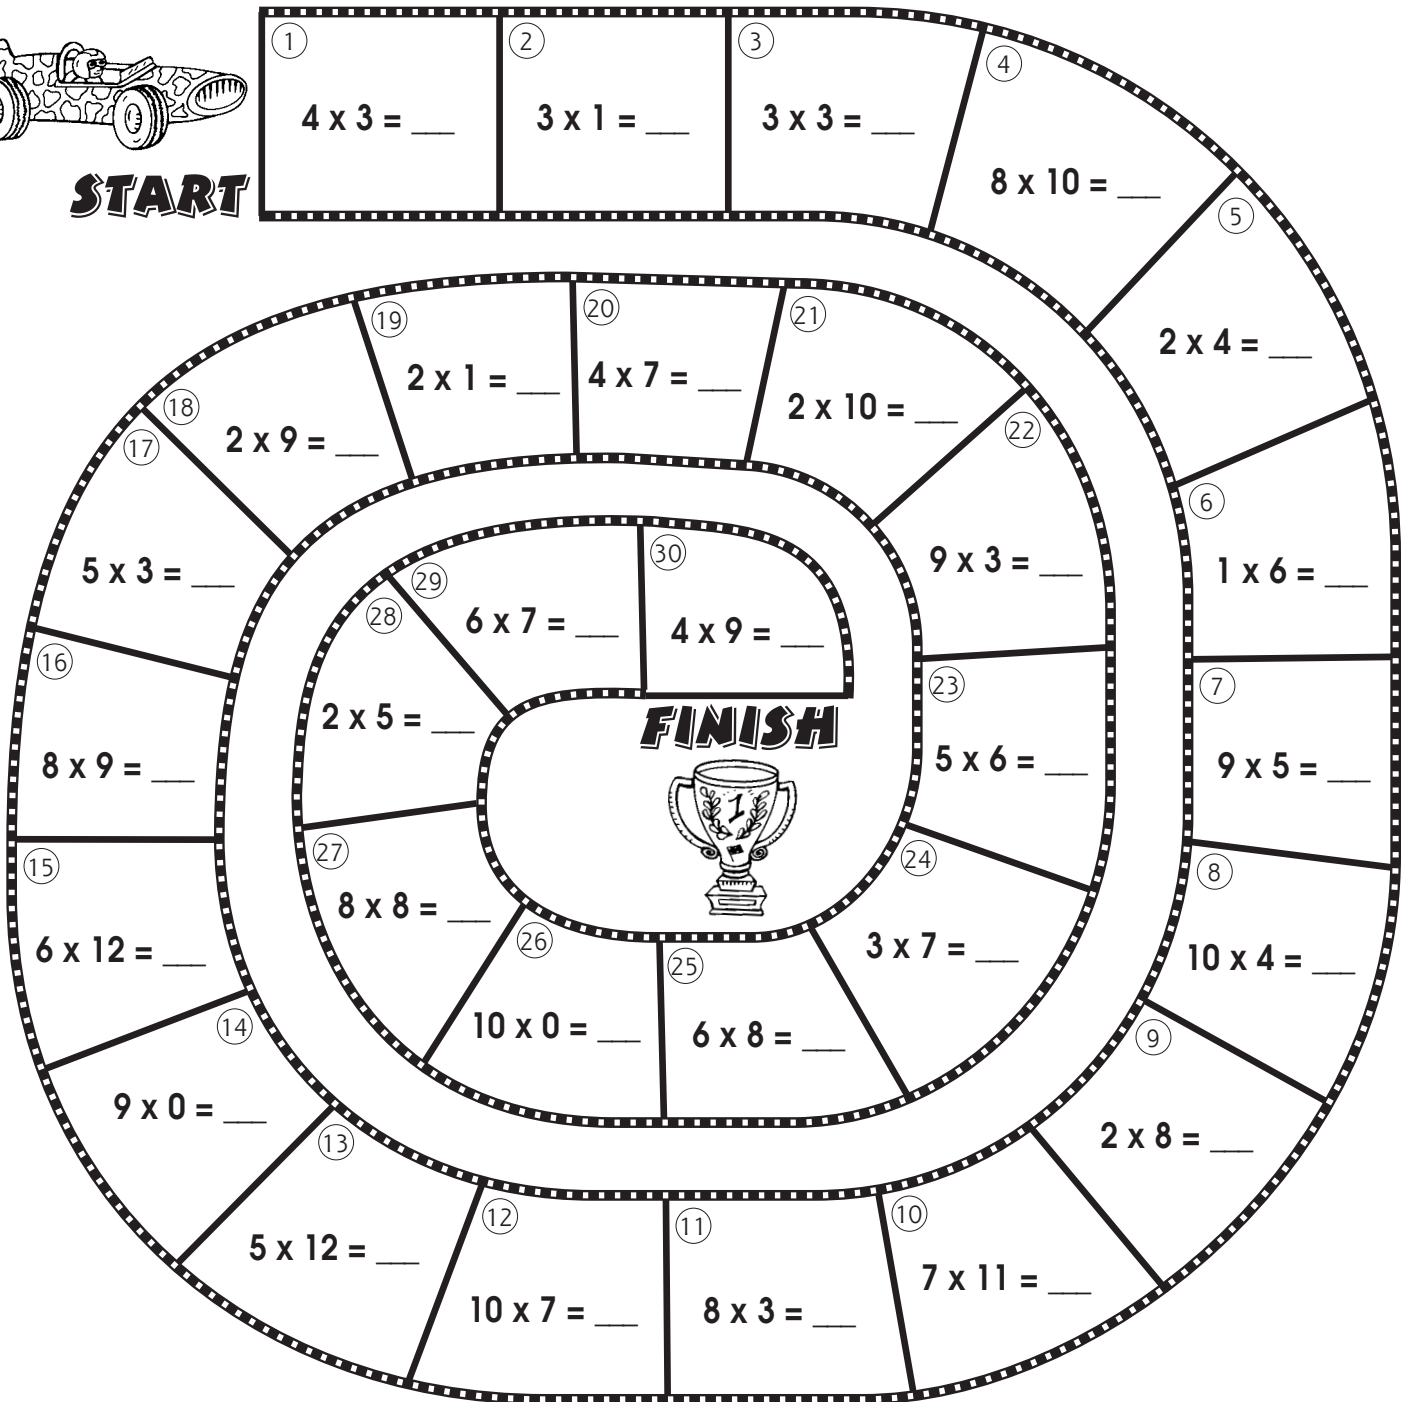 START
① 4 x 3 = ___
② 3 x 1 = ___
③ 3 x 3 = ___
④ 8 x 10 = ___
⑤ 2 x 4 = ___
⑥ 1 x 6 = ___
⑦ 9 x 5 = ___
⑧ 10 x 4 = ___
⑨ 2 x 8 = ___
⑩ 7 x 11 = ___
⑪ 8 x 3 = ___
⑫ 10 x 7 = ___
⑬ 5 x 12 = ___
⑭ 9 x 0 = ___
⑮ 6 x 12 = ___
⑯ 8 x 9 = ___
⑰ 5 x 3 = ___
⑱ 2 x 9 = ___
⑲ 2 x 1 = ___
⑳ 4 x 7 = ___
㉑ 2 x 10 = ___
㉒ 9 x 3 = ___
㉓ 5 x 6 = ___
㉔ 3 x 7 = ___
㉕ 6 x 8 = ___
㉖ 10 x 0 = ___
㉗ 8 x 8 = ___
㉘ 2 x 5 = ___
㉙ 6 x 7 = ___
㉚ 4 x 9 = ___
FINISH
1